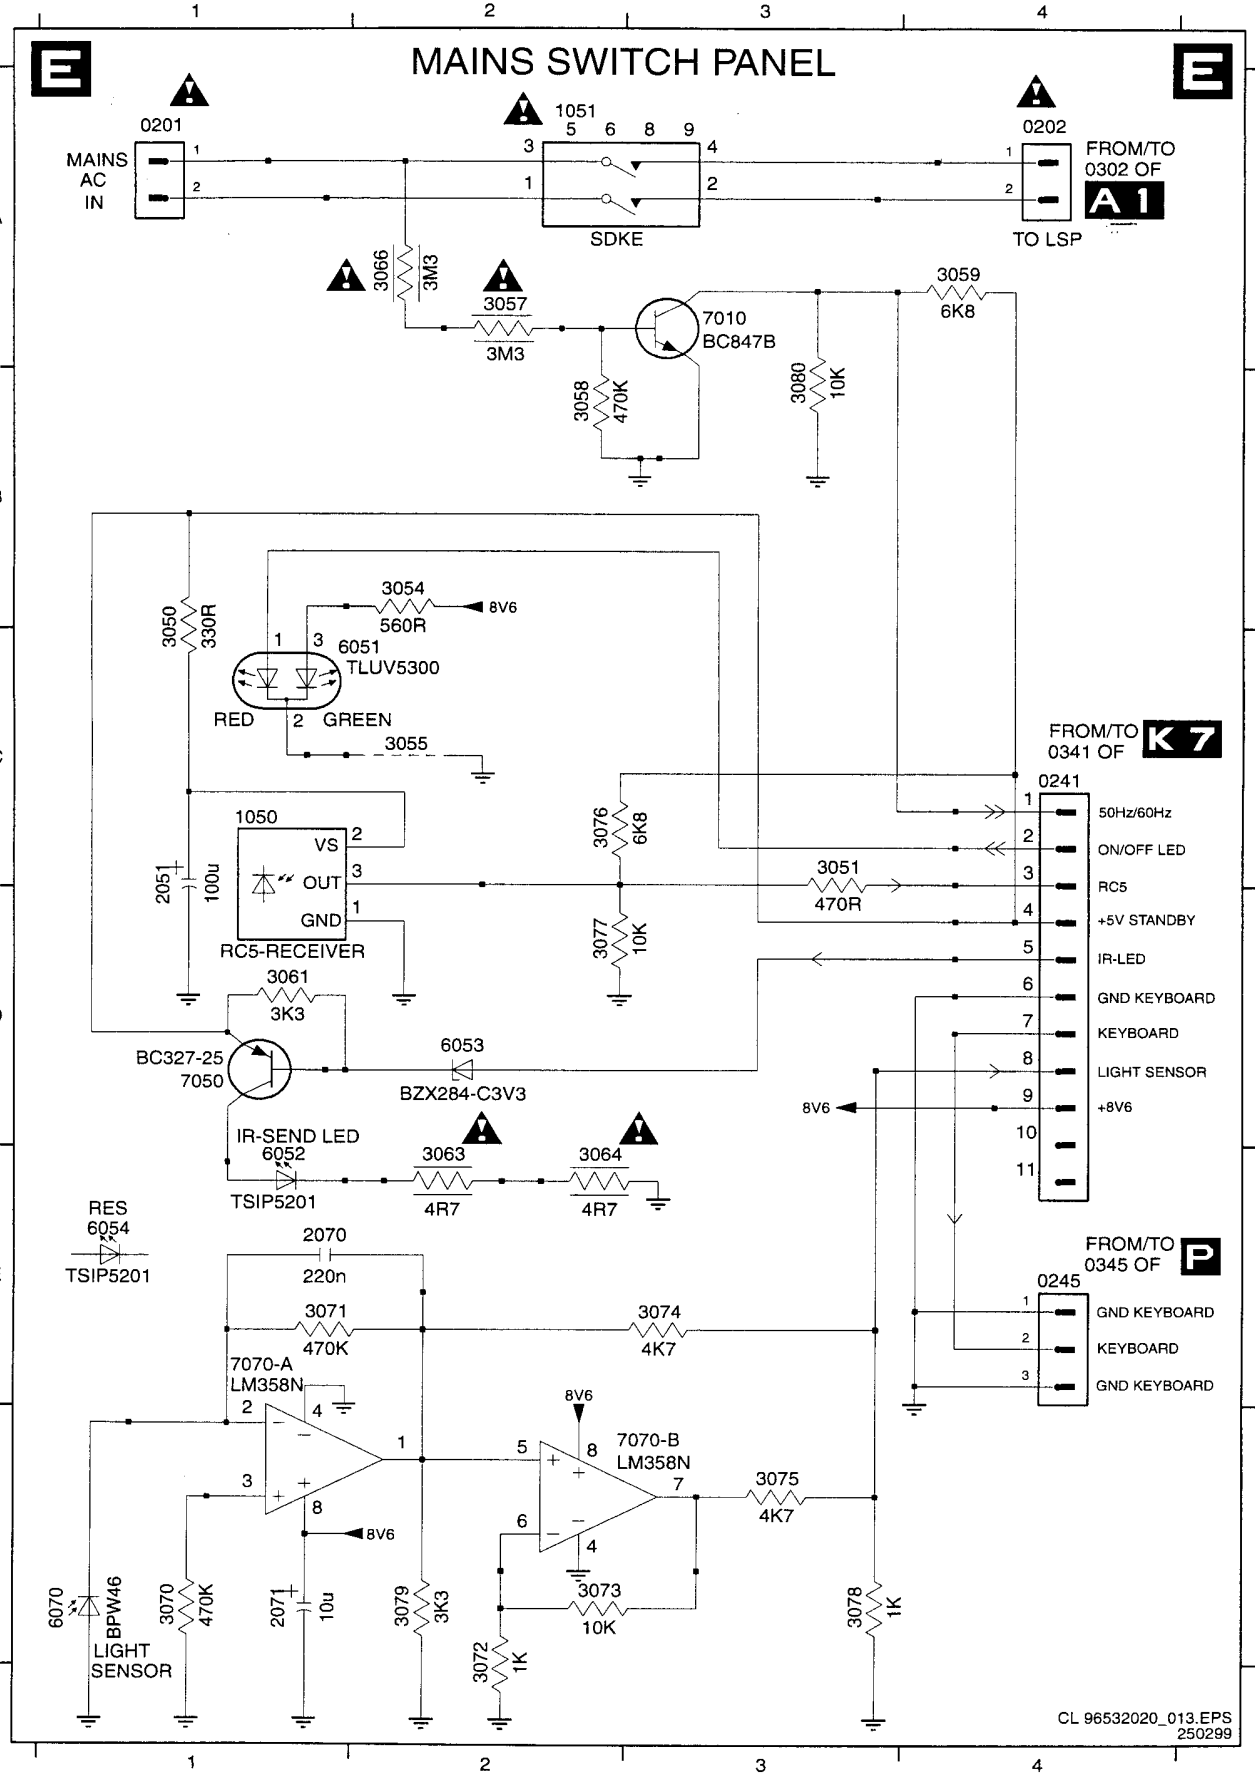 1 2 3 4
E MAINS SWITCH PANEL E
0201
1051
5 6 8 9
0202
MAINS
AC
IN
1
2
3
1
4
2
1
2
FROM/TO
0302 OF
A 1
SDKE
TO LSP
3066
3M3
3057
3M3
7010
BC847B
3059
6K8
3058
470K
3080
10K
3050
330R
3054
560R
8V6
1 3
6051
TLUV5300
RED 2 GREEN
3055
FROM/TO
0341 OF
K 7
0241
1 50Hz/60Hz
2 ON/OFF LED
3 RC5
4 +5V STANDBY
5 IR-LED
6 GND KEYBOARD
7 KEYBOARD
8 LIGHT SENSOR
9 +8V6
10
11
8V6
1050
VS 2
OUT 3
GND 1
RC5-RECEIVER
2051
+
100u
3076
6K8
3051
470R
3077
10K
3061
3K3
BC327-25
7050
6053
BZX284-C3V3
IR-SEND LED
6052
TSIP5201
3063
4R7
3064
4R7
RES
6054
TSIP5201
2070
220n
3071
470K
3074
4K7
FROM/TO
0345 OF
P
0245
1 GND KEYBOARD
2 KEYBOARD
3 GND KEYBOARD
7070-A
LM358N
2 − − 4
1
3 + + 8
8V6
8V6
7070-B
LM358N
5 + + 8
7
6 − − 4
3075
4K7
6070
BPW46
LIGHT
SENSOR
3070
470K
2071
+
10u
3079
3K3
3073
10K
3072
1K
3078
1K
CL 96532020_013.EPS
250299
1 2 3 4